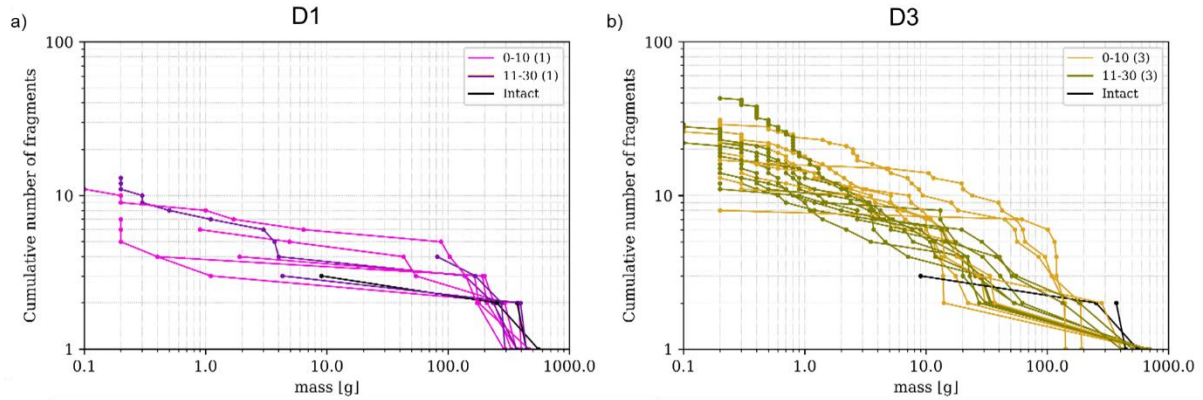 a)
D1
100
10
1
Cumulative number of fragments
0-10 (1)
11-30 (1)
Intact
0.1
1.0
10.0
100.0
1000.0
mass [g]
b)
D3
100
10
1
Cumulative number of fragments
0-10 (3)
11-30 (3)
Intact
0.1
1.0
10.0
100.0
1000.0
mass [g]